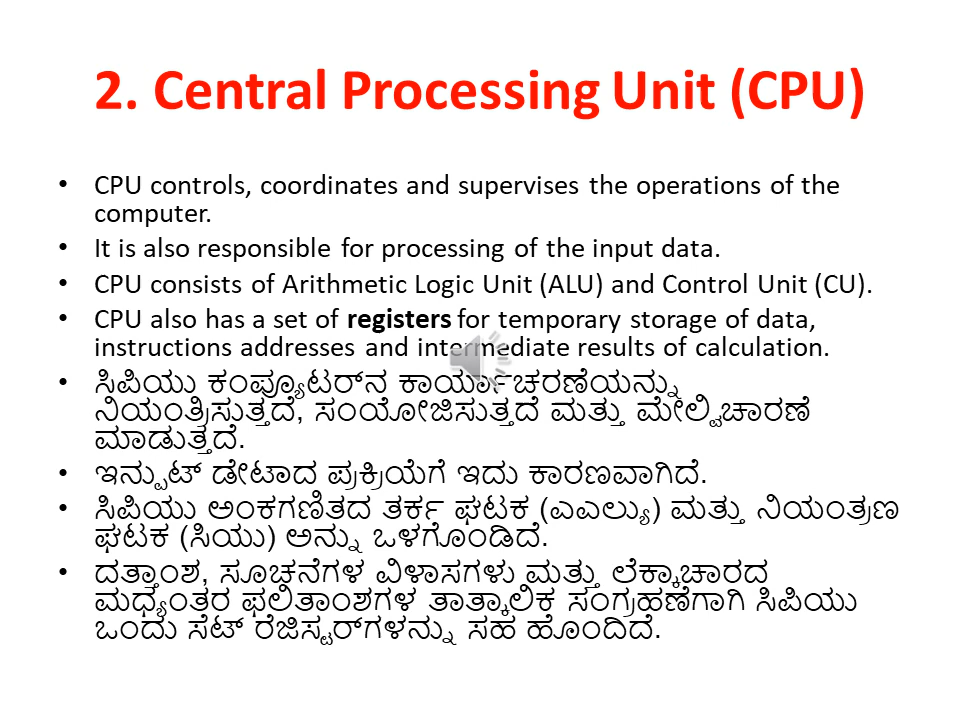 2. Central Processing Unit (CPU)
• CPU controls, coordinates and supervises the operations of the
computer.
• It is also responsible for processing of the input data.
• CPU consists of Arithmetic Logic Unit (ALU) and Control Unit (CU).
• CPU also has a set of registers for temporary storage of data,
instructions addresses and intermediate results of calculation.
• ಸಿಪಿಯು ಕಂಪ್ಯೂಟರ್‌ನ ಕಾರ್ಯಾಚರಣೆಯನ್ನು
ನಿಯಂತ್ರಿಸುತ್ತದೆ, ಸಂಯೋಜಿಸುತ್ತದೆ ಮತ್ತು ಮೇಲ್ವಿಚಾರಣೆ
ಮಾಡುತ್ತದೆ.
• ಇನ್ಪುಟ್ ಡೇಟಾದ ಪ್ರಕ್ರಿಯೆಗೆ ಇದು ಕಾರಣವಾಗಿದೆ.
• ಸಿಪಿಯು ಅಂಕಗಣಿತದ ತರ್ಕ ಘಟಕ (ಎಎಲ್ಯು) ಮತ್ತು ನಿಯಂತ್ರಣ
ಘಟಕ (ಸಿಯು) ಅನ್ನು ಒಳಗೊಂಡಿದೆ.
• ದತ್ತಾಂಶ, ಸೂಚನೆಗಳ ವಿಳಾಸಗಳು ಮತ್ತು ಲೆಕ್ಕಾಚಾರದ
ಮಧ್ಯಂತರ ಫಲಿತಾಂಶಗಳ ತಾತ್ಕಾಲಿಕ ಸಂಗ್ರಹಣೆಗಾಗಿ ಸಿಪಿಯು
ಒಂದು ಸೆಟ್ ರೆಜಿಸ್ಟರ್‌ಗಳನ್ನು ಸಹ ಹೊಂದಿದೆ.